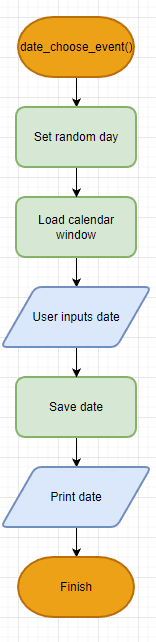 date_choose_event()
Set random day
Load calendar
window
User inputs date
Save date
Print date
Finish